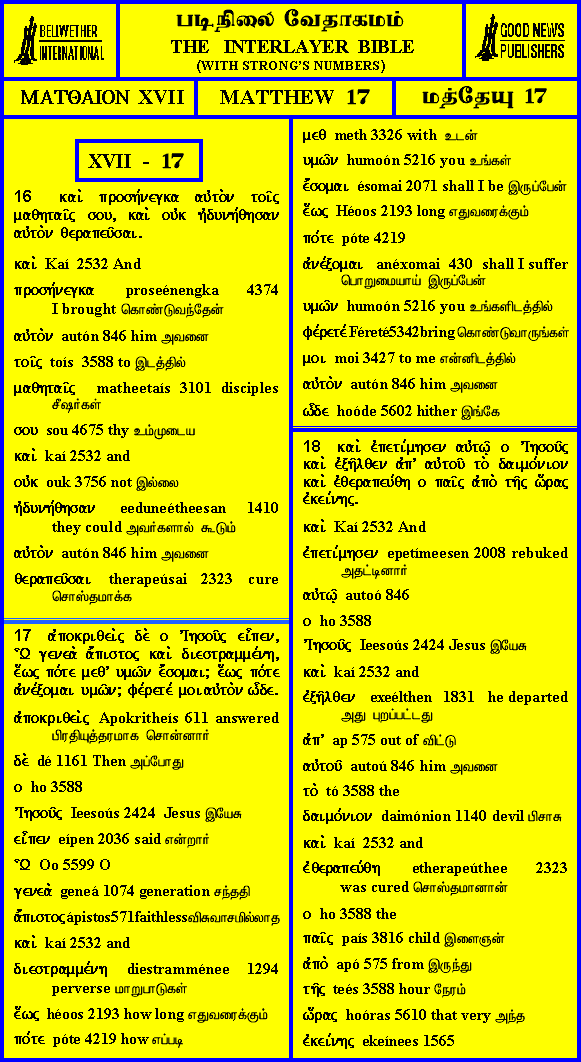 BELIWETHER
INTERNATIONAL
படிநிலை வேதாகமம்
THE INTERLAYER BIBLE
(WITH STRONG'S NUMBERS)
GOOD NEWS
PUBLISHERS
ΜΑΤΘΑΙΟΝ XVII
MATTHEW 17
மத்தேயு 17
XVII - 17
16 καὶ προσήνεγκα αὐτὸν τοῖς
μαθηταῖς σου, καὶ οὐκ ἠδυνήθησαν
αὐτὸν θεραπεῦσαι.
καὶ Kaí 2532 And
προσήνεγκα proseénengka 4374
I brought கொண்டுவந்தேன்
αὐτὸν autón 846 him அவனை
τοῖς toís 3588 to இடத்தில்
μαθηταῖς matheetaís 3101 disciples
சீஷர்கள்
σου sou 4675 thy உம்முடைய
καὶ kaí 2532 and
οὐκ ouk 3756 not இல்லை
ἠδυνήθησαν eeduneétheesan 1410
they could அவர்களால் கூடும்
αὐτὸν autón 846 him அவனை
θεραπεῦσαι therapeúsai 2323 cure
சொஸ்தமாக்க
17 ἀποκριθεὶς δὲ ο Ἰησοῦς εἶπεν,
Ὦ γενεὰ ἄπιστος καὶ διεστραμμένη,
ἕως πότε μεθ' υμῶν ἔσομαι; ἕως πότε
ἀνέξομαι υμῶν; φέρετέ μοι αὐτὸν ὧδε.
ἀποκριθεὶς Apokritheís 611 answered
பிரதியுத்தரமாக சொன்னார்
δὲ dé 1161 Then அப்போது
ο ho 3588
Ἰησοῦς Ieesoús 2424 Jesus இயேசு
εἶπεν eípen 2036 said என்றார்
Ὦ Oo 5599 O
γενεὰ geneá 1074 generation சந்ததி
ἄπιστος ápistos571faithless விசுவாசமில்லாத
καὶ kaí 2532 and
διεστραμμένη diestramménee 1294
perverse மாறுபாடுகள்
ἕως héoos 2193 how long எதுவரைக்கும்
πότε póte 4219 how எப்படி
μεθ meth 3326 with உடன்
υμῶν humoón 5216 you உங்கள்
ἔσομαι ésomai 2071 shall I be இருப்பேன்
ἕως Héoos 2193 long எதுவரைக்கும்
πότε póte 4219
ἀνέξομαι anéxomai 430 shall I suffer
பொறுமையாய் இருப்பேன்
υμῶν humoón 5216 you உங்களிடத்தில்
φέρετέ Féreté5342bring கொண்டுவாருங்கள்
μοι moi 3427 to me என்னிடத்தில்
αὐτὸν autón 846 him அவனை
ὧδε hoóde 5602 hither இங்கே
18 καὶ ἐπετίμησεν αὐτῷ ο Ἰησοῦς
καὶ ἐξῆλθεν ἀπ' αὐτοῦ τὸ δαιμόνιον
καὶ ἐθεραπεύθη ο παῖς ἀπὸ τῆς ὥρας
ἐκείνης.
καὶ Kaí 2532 And
ἐπετίμησεν epetímeesen 2008 rebuked
அதட்டினார்
αὐτῷ autoó 846
ο ho 3588
Ἰησοῦς Ieesoús 2424 Jesus இயேசு
καὶ kaí 2532 and
ἐξῆλθεν exeélthen 1831 he departed
அது புறப்பட்டது
ἀπ' ap 575 out of விட்டு
αὐτοῦ autoú 846 him அவனை
τὸ tó 3588 the
δαιμόνιον daimónion 1140 devil பிசாசு
καὶ kaí 2532 and
ἐθεραπεύθη etherapeúthee 2323
was cured சொஸ்தமானான்
ο ho 3588 the
παῖς país 3816 child இளைஞன்
ἀπὸ apó 575 from இருந்து
τῆς teés 3588 hour நேரம்
ὥρας hoóras 5610 that very அந்த
ἐκείνης ekeínees 1565